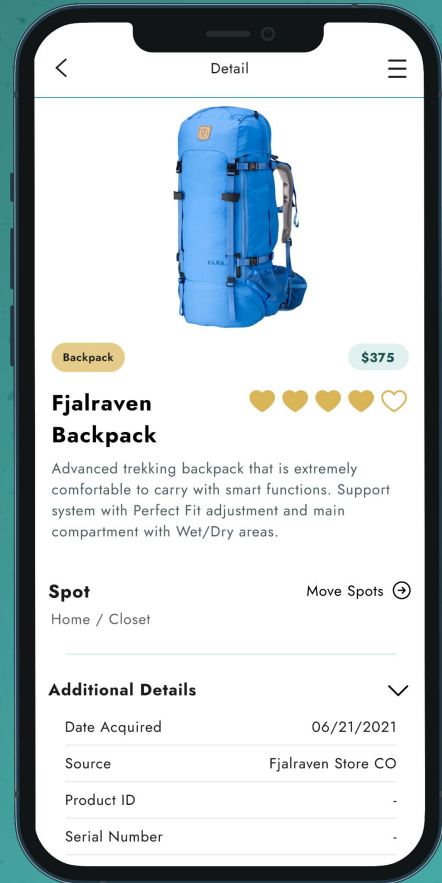 Detail
KAJKA
Backpack
$375
Fjalraven
Backpack
Advanced trekking backpack that is extremely
comfortable to carry with smart functions. Support
system with Perfect Fit adjustment and main
compartment with Wet/Dry areas.
Spot
Move Spots
Home / Closet
Additional Details
Date Acquired
06/21/2021
Source
Fjalraven Store CO
Product ID
-
Serial Number
-